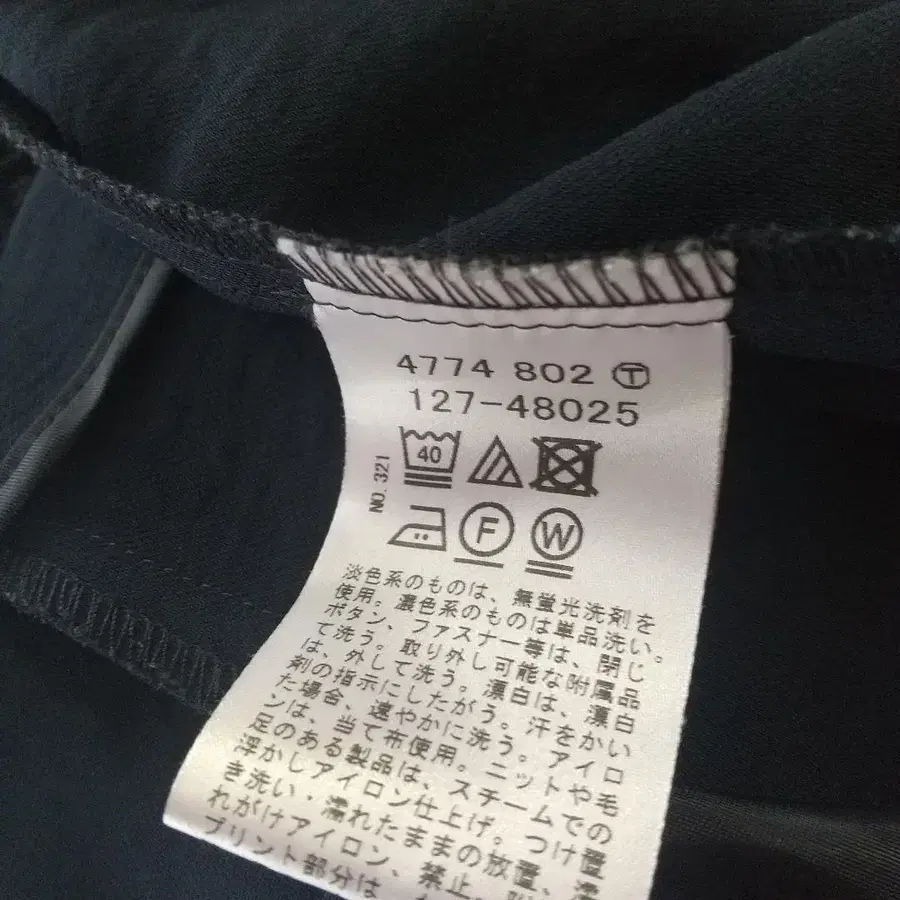 4774 802 Ⓣ
127-48025
NO.321
40
F
W
淡色系のものは、無蛍光洗剤を
使用。濃色系のものは単品洗い。
ボタン、ファスナー等は、閉じ
て洗う。取り外し可能な附属品
は、外して洗う。漂白は、漂白
剤の指示にしたがう。汗をかい
た場合、速やかに洗う。アイロ
ンは、当て布使用。ニットや毛
足のある製品は、スチームでの
浮かしアイロン仕上げ。つけ置
き洗い・濡れたままの放置、濡
れがけアイロン、禁止。
プリント部分は、